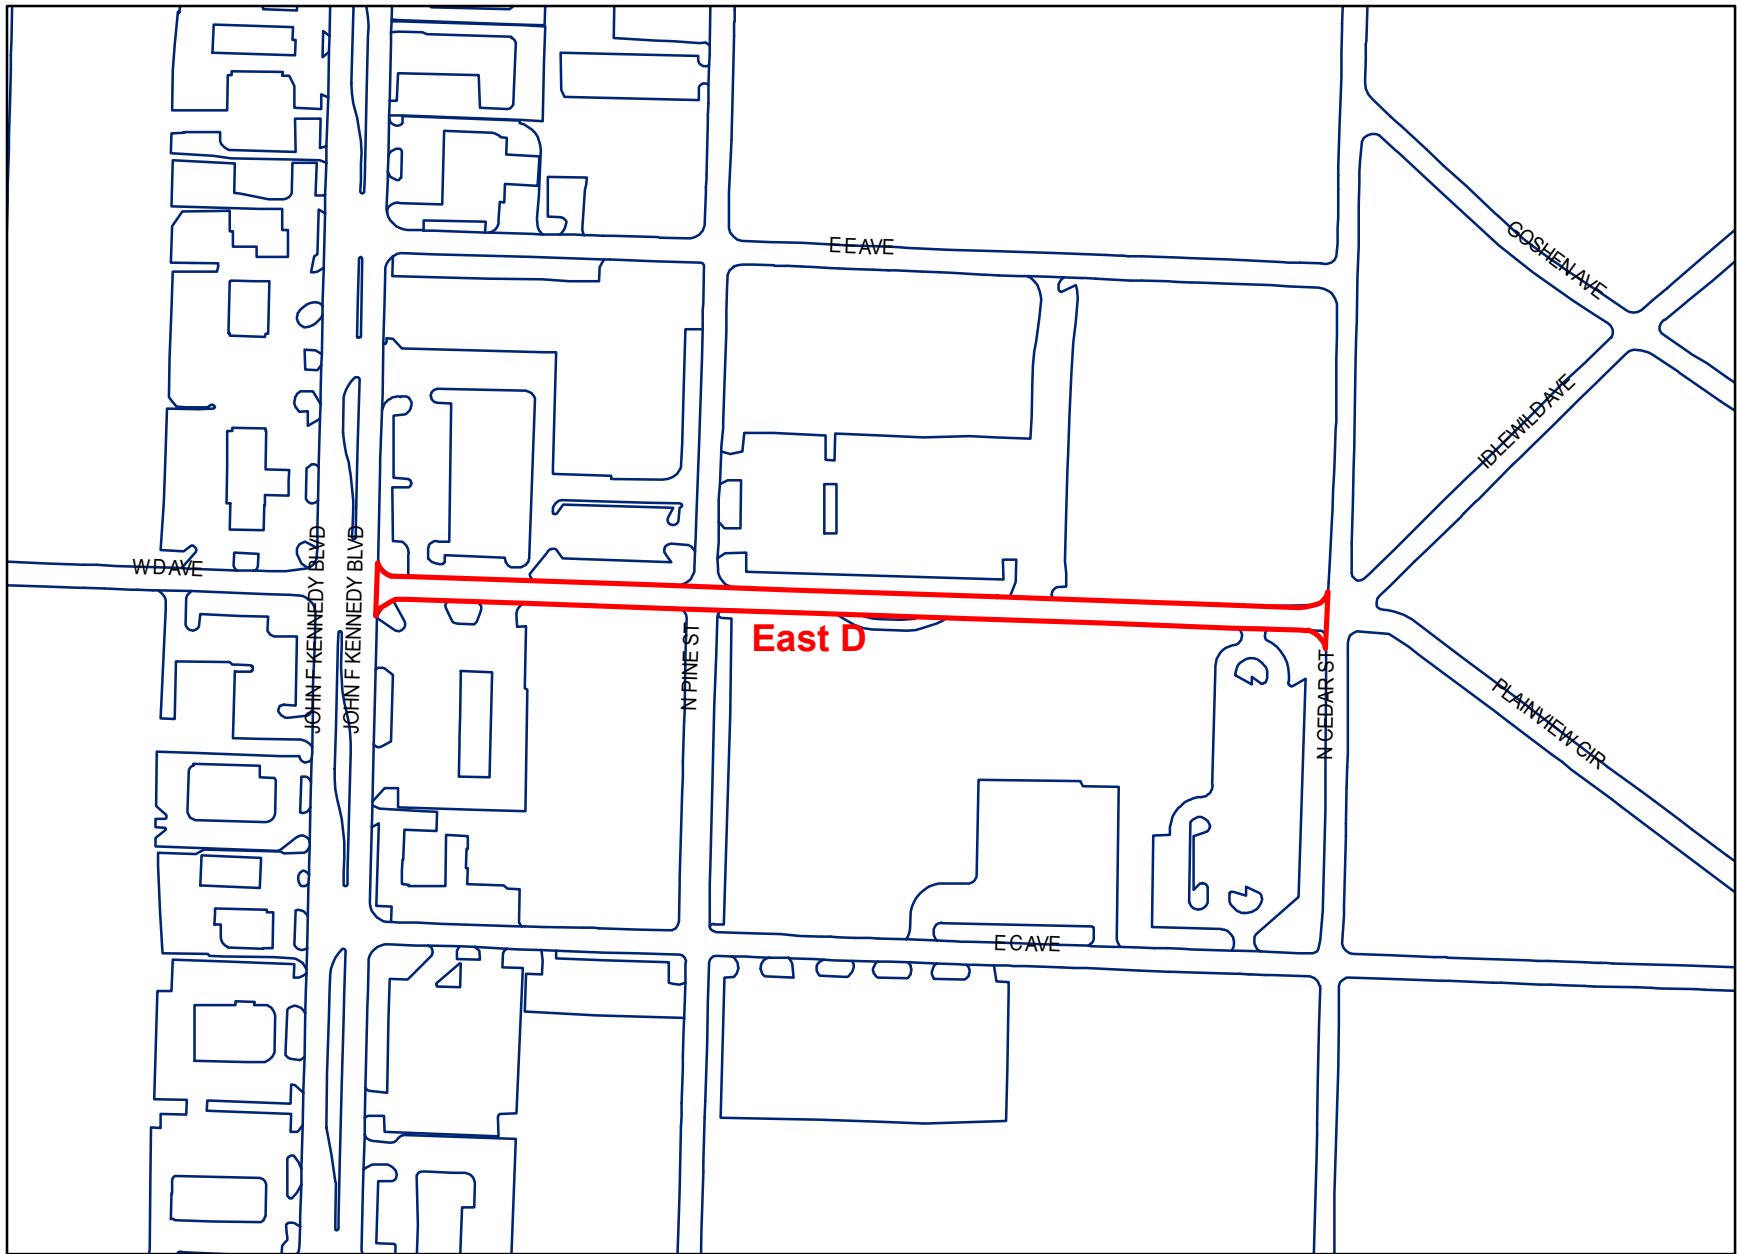 E E AVE
GOSHEN AVE
IDLEWILD AVE
W D AVE
JOHN F KENNEDY BLVD
JOHN F KENNEDY BLVD
East D
N PINE ST
N CEDAR ST
PLAINVIEW CIR
E C AVE